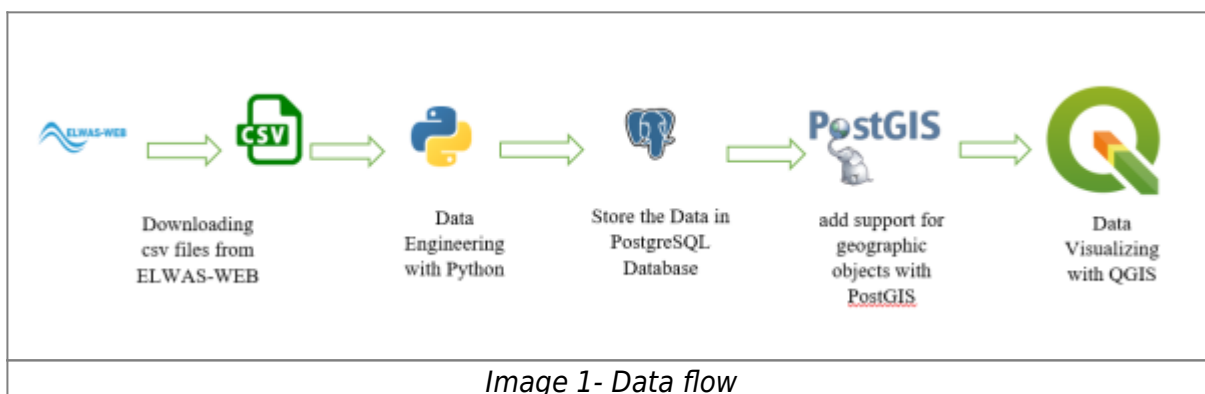 ELWAS-WEB
CSV
PostGIS
Downloading
csv files from
ELWAS-WEB
Data
Engineering
with Python
Store the Data in
PostgreSQL
Database
add support for
geographic
objects with
PostGIS
Data
Visualizing
with QGIS
Image 1- Data flow